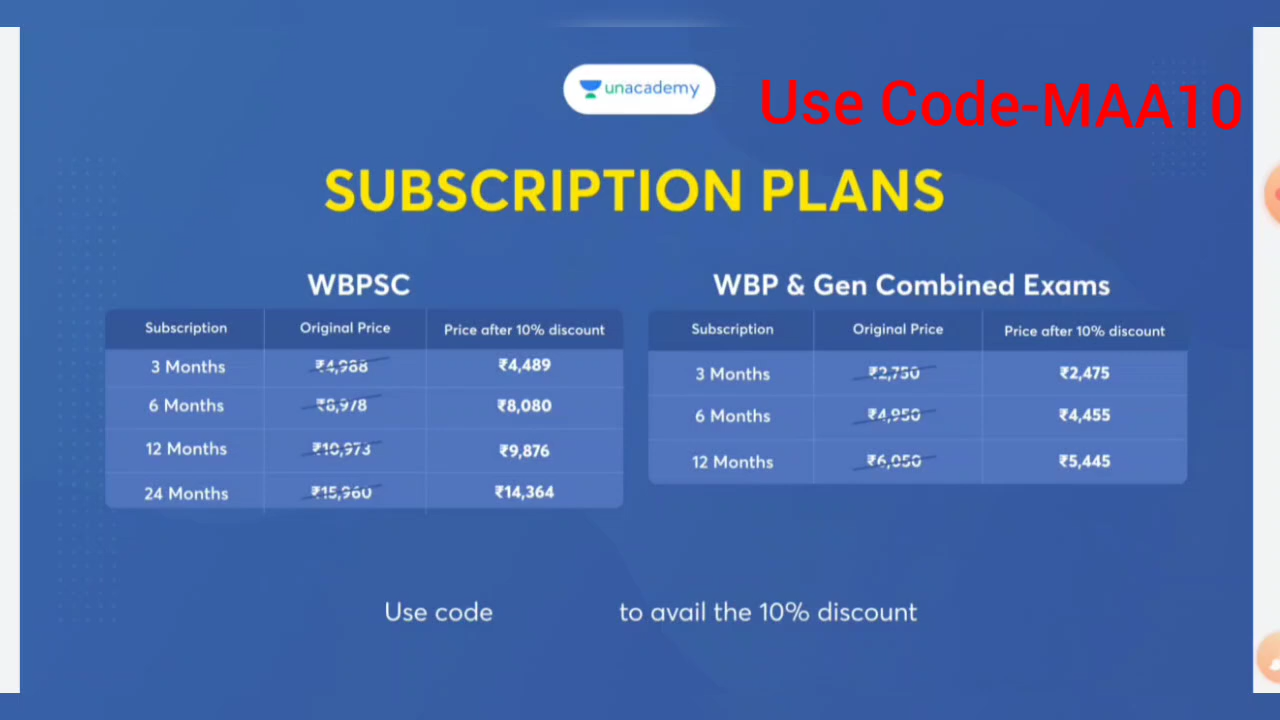 unacademy
Use Code-MAA10
SUBSCRIPTION PLANS
WBPSC
Subscription Original Price Price after 10% discount
3 Months ₹4,988 ₹4,489
6 Months ₹8,978 ₹8,080
12 Months ₹10,973 ₹9,876
24 Months ₹15,960 ₹14,364
WBP & Gen Combined Exams
Subscription Original Price Price after 10% discount
3 Months ₹2,750 ₹2,475
6 Months ₹4,950 ₹4,455
12 Months ₹6,050 ₹5,445
Use code to avail the 10% discount